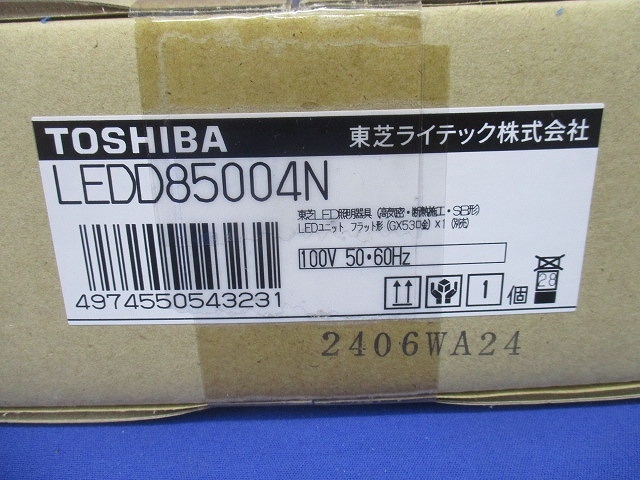 TOSHIBA 東芝ライテック株式会社
LEDD85004N
東芝LED照明器具 (高気密・断熱施工・SB形)
LEDユニット フラット形 (GX53口金) ×1 (別売)
100V 50・60Hz
4974550543231
1 個
28
2406WA24